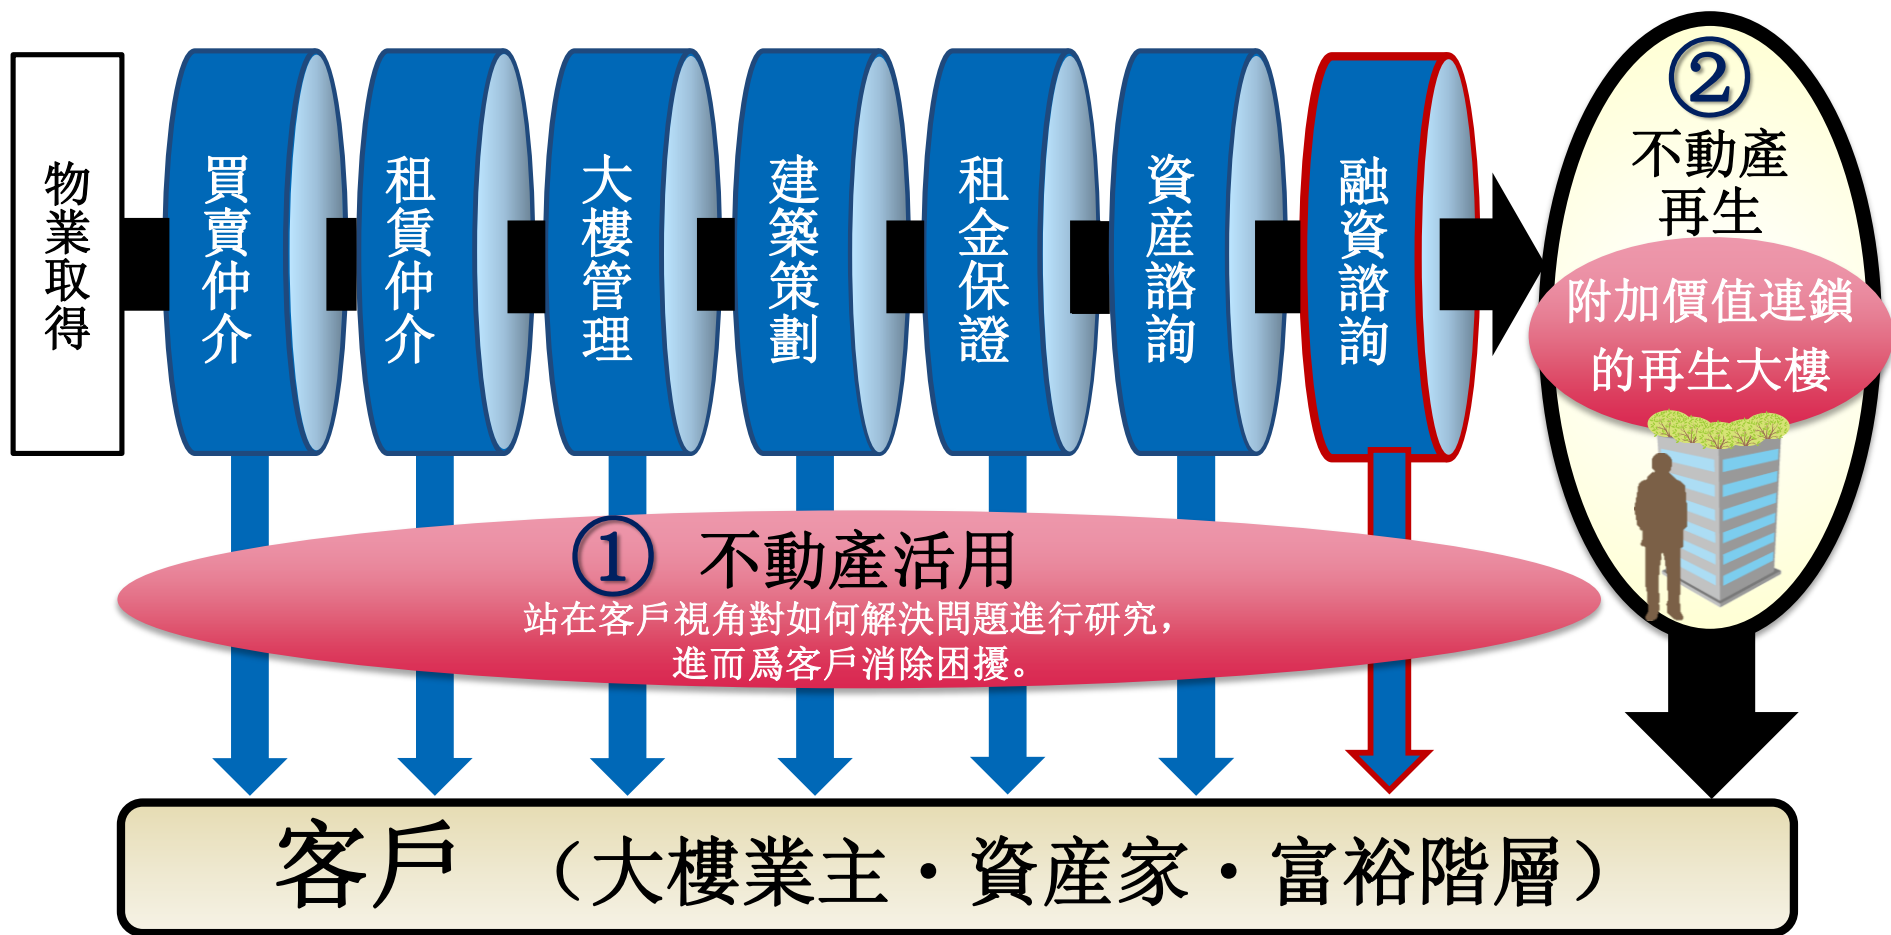 物業取得
買賣仲介
租賃仲介
大樓管理
建築策劃
租金保證
資産諮詢
融資諮詢
②
不動產
再生
附加價值連鎖
的再生大樓
① 不動產活用
站在客戶視角對如何解決問題進行研究，
進而爲客戶消除困擾。
客戶（大樓業主・資産家・富裕階層）